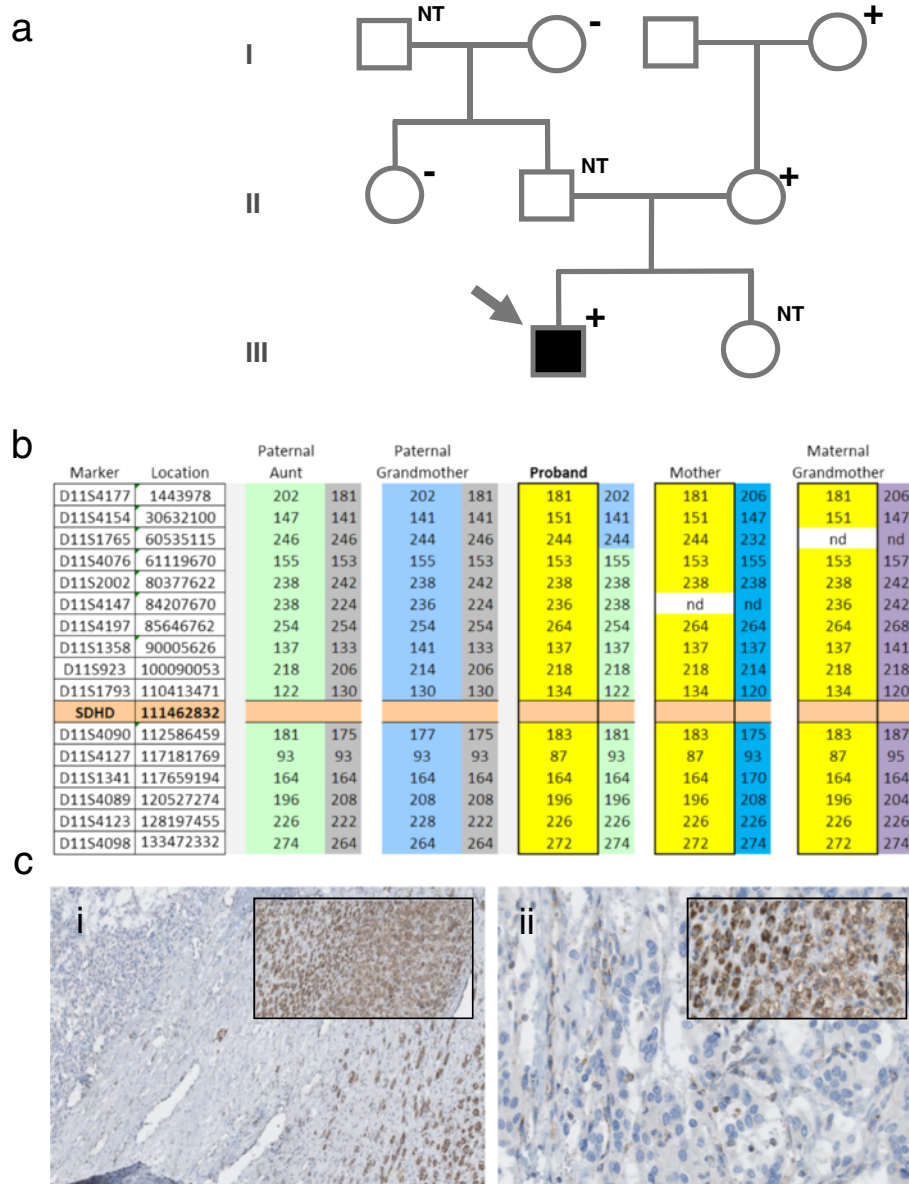 a
I
NT
-
+
II
-
NT
+
III
+
NT
b
Marker Location Paternal Aunt Paternal Grandmother Proband Mother Maternal Grandmother
D11S4177 1443978 202 181 202 181 181 202 181 206 181 206
D11S4154 30632100 147 141 141 141 151 141 151 147 151 147
D11S1765 60535115 246 246 244 246 244 244 244 232 nd nd
D11S4076 61119670 155 153 155 153 153 155 153 155 153 157
D11S2002 80377622 238 242 238 242 238 238 238 238 238 242
D11S4147 84207670 238 224 236 224 236 238 nd nd 236 242
D11S4197 85646762 254 254 254 254 264 254 264 264 264 268
D11S1358 90005626 137 133 141 133 137 137 137 137 137 141
D11S923 100090053 218 206 214 206 218 218 218 214 218 218
D11S1793 110413471 122 130 130 130 134 122 134 120 134 120
SDHD 111462832
D11S4090 112586459 181 175 177 175 183 181 183 175 183 187
D11S4127 117181769 93 93 93 93 87 93 87 93 87 95
D11S1341 117659194 164 164 164 164 164 164 164 170 164 164
D11S4089 120527274 196 208 208 208 196 196 196 208 196 204
D11S4123 128197455 226 222 228 222 226 226 226 226 226 226
D11S4098 133472332 274 264 264 264 272 274 272 274 272 274
c
i
ii